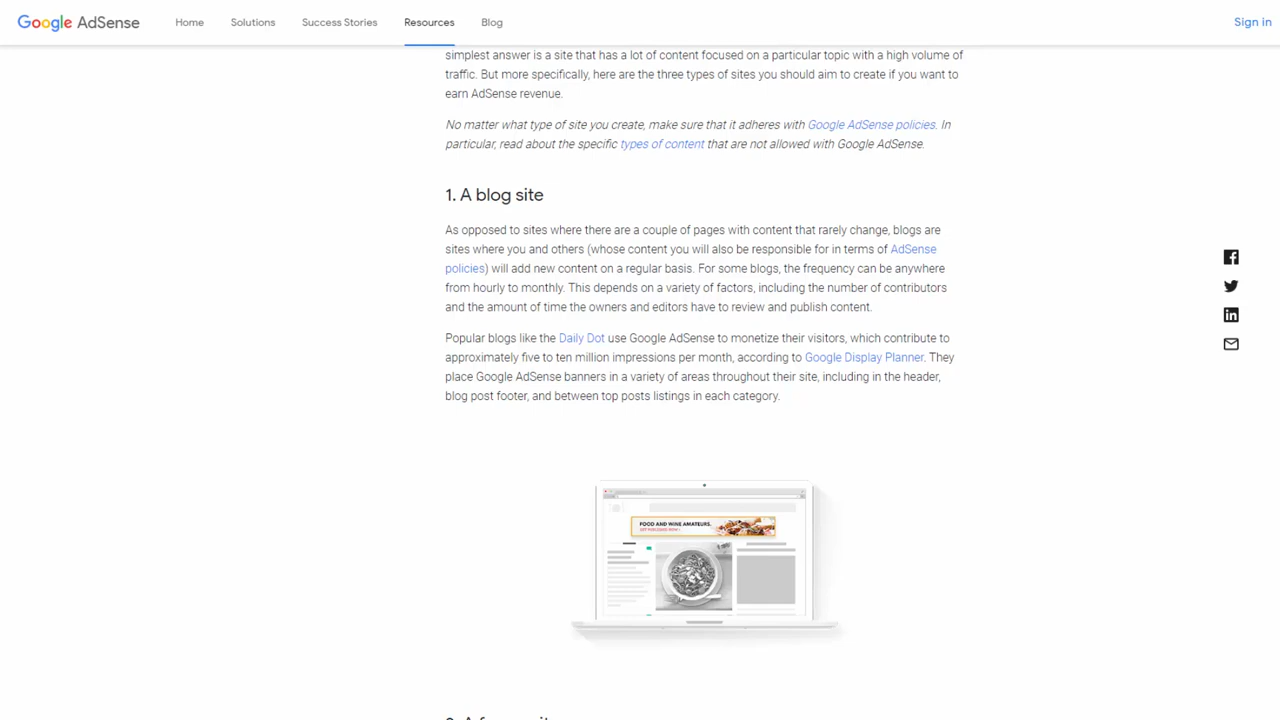 Google AdSense
Home
Solutions
Success Stories
Resources
Blog
Sign in
simplest answer is a site that has a lot of content focused on a particular topic with a high volume of
traffic. But more specifically, here are the three types of sites you should aim to create if you want to
earn AdSense revenue.
No matter what type of site you create, make sure that it adheres with Google AdSense policies. In
particular, read about the specific types of content that are not allowed with Google AdSense.
1. A blog site
As opposed to sites where there are a couple of pages with content that rarely change, blogs are
sites where you and others (whose content you will also be responsible for in terms of AdSense
policies) will add new content on a regular basis. For some blogs, the frequency can be anywhere
from hourly to monthly. This depends on a variety of factors, including the number of contributors
and the amount of time the owners and editors have to review and publish content.
Popular blogs like the Daily Dot use Google AdSense to monetize their visitors, which contribute to
approximately five to ten million impressions per month, according to Google Display Planner. They
place Google AdSense banners in a variety of areas throughout their site, including in the header,
blog post footer, and between top posts listings in each category.
FOOD AND WINE AMATEURS.